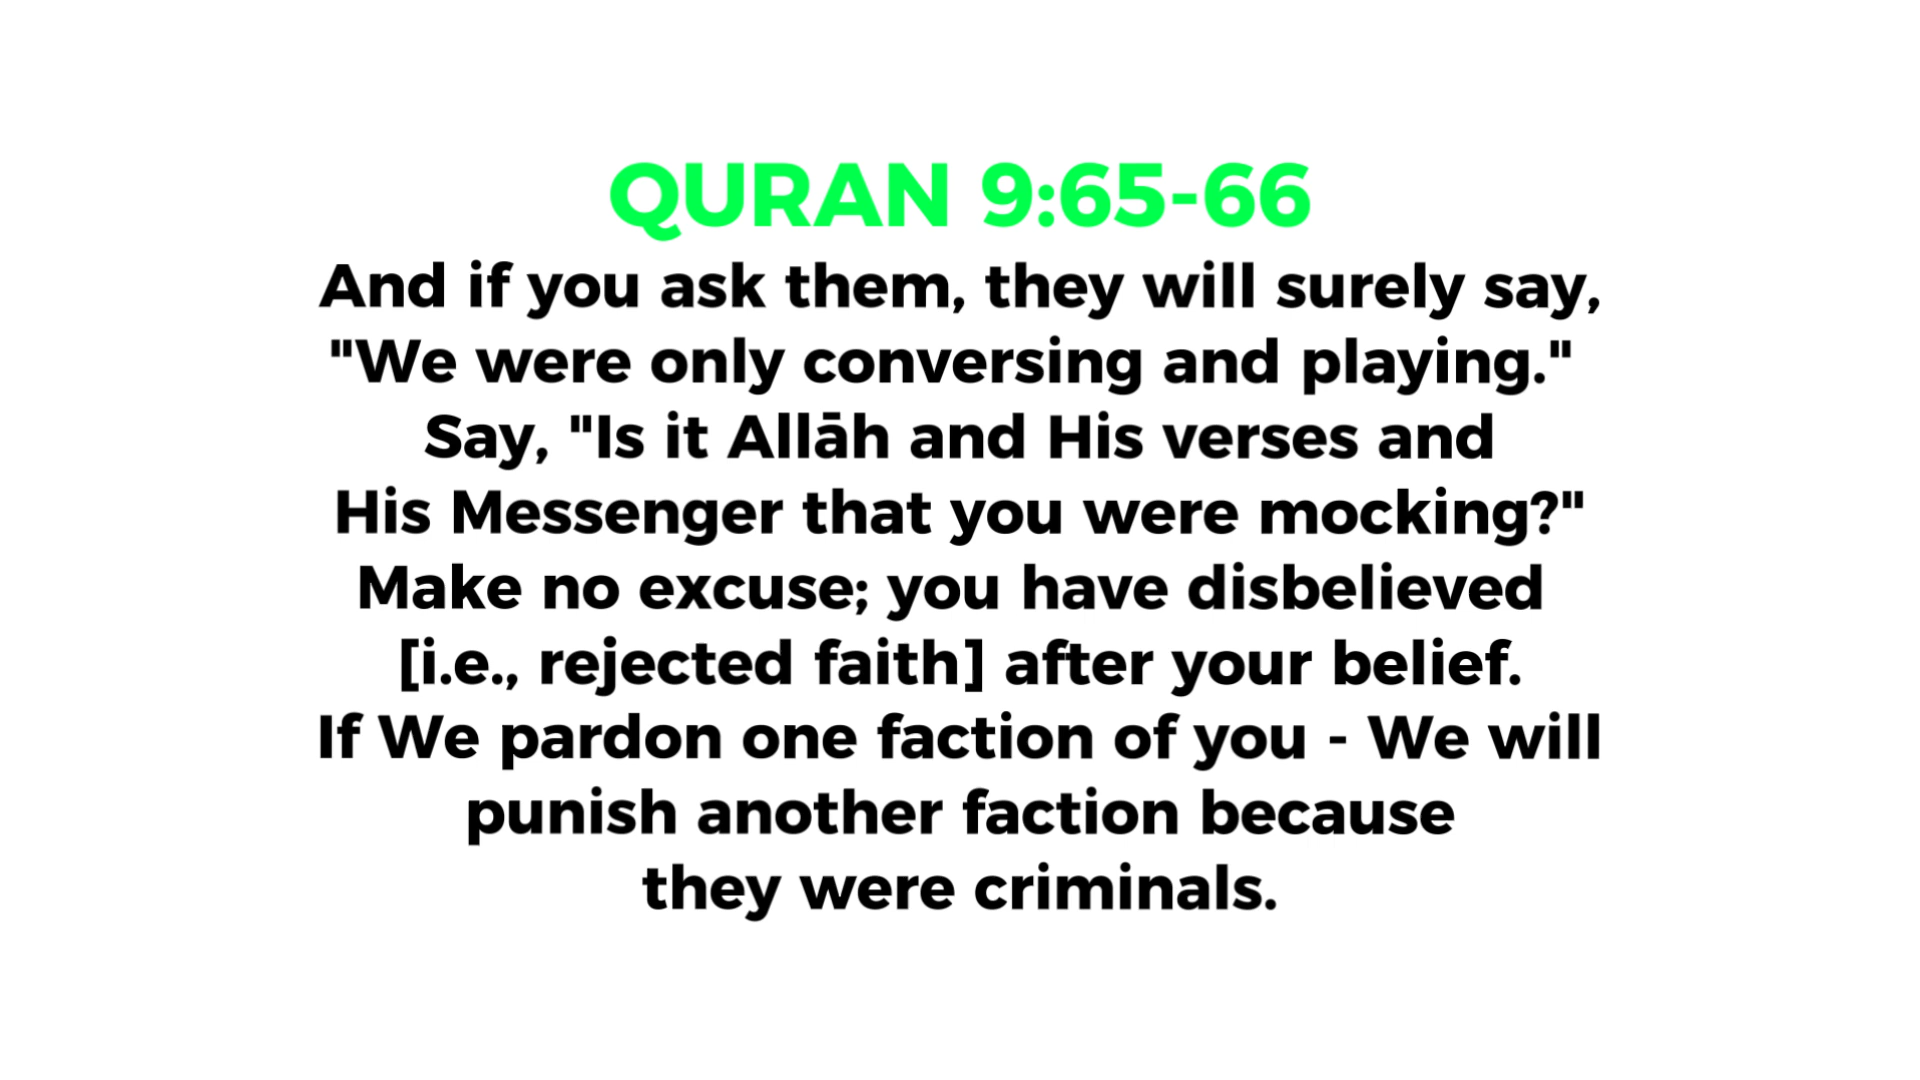 QURAN 9:65-66
And if you ask them, they will surely say,
"We were only conversing and playing."
Say, "Is it Allāh and His verses and
His Messenger that you were mocking?"
Make no excuse; you have disbelieved
[i.e., rejected faith] after your belief.
If We pardon one faction of you - We will
punish another faction because
they were criminals.